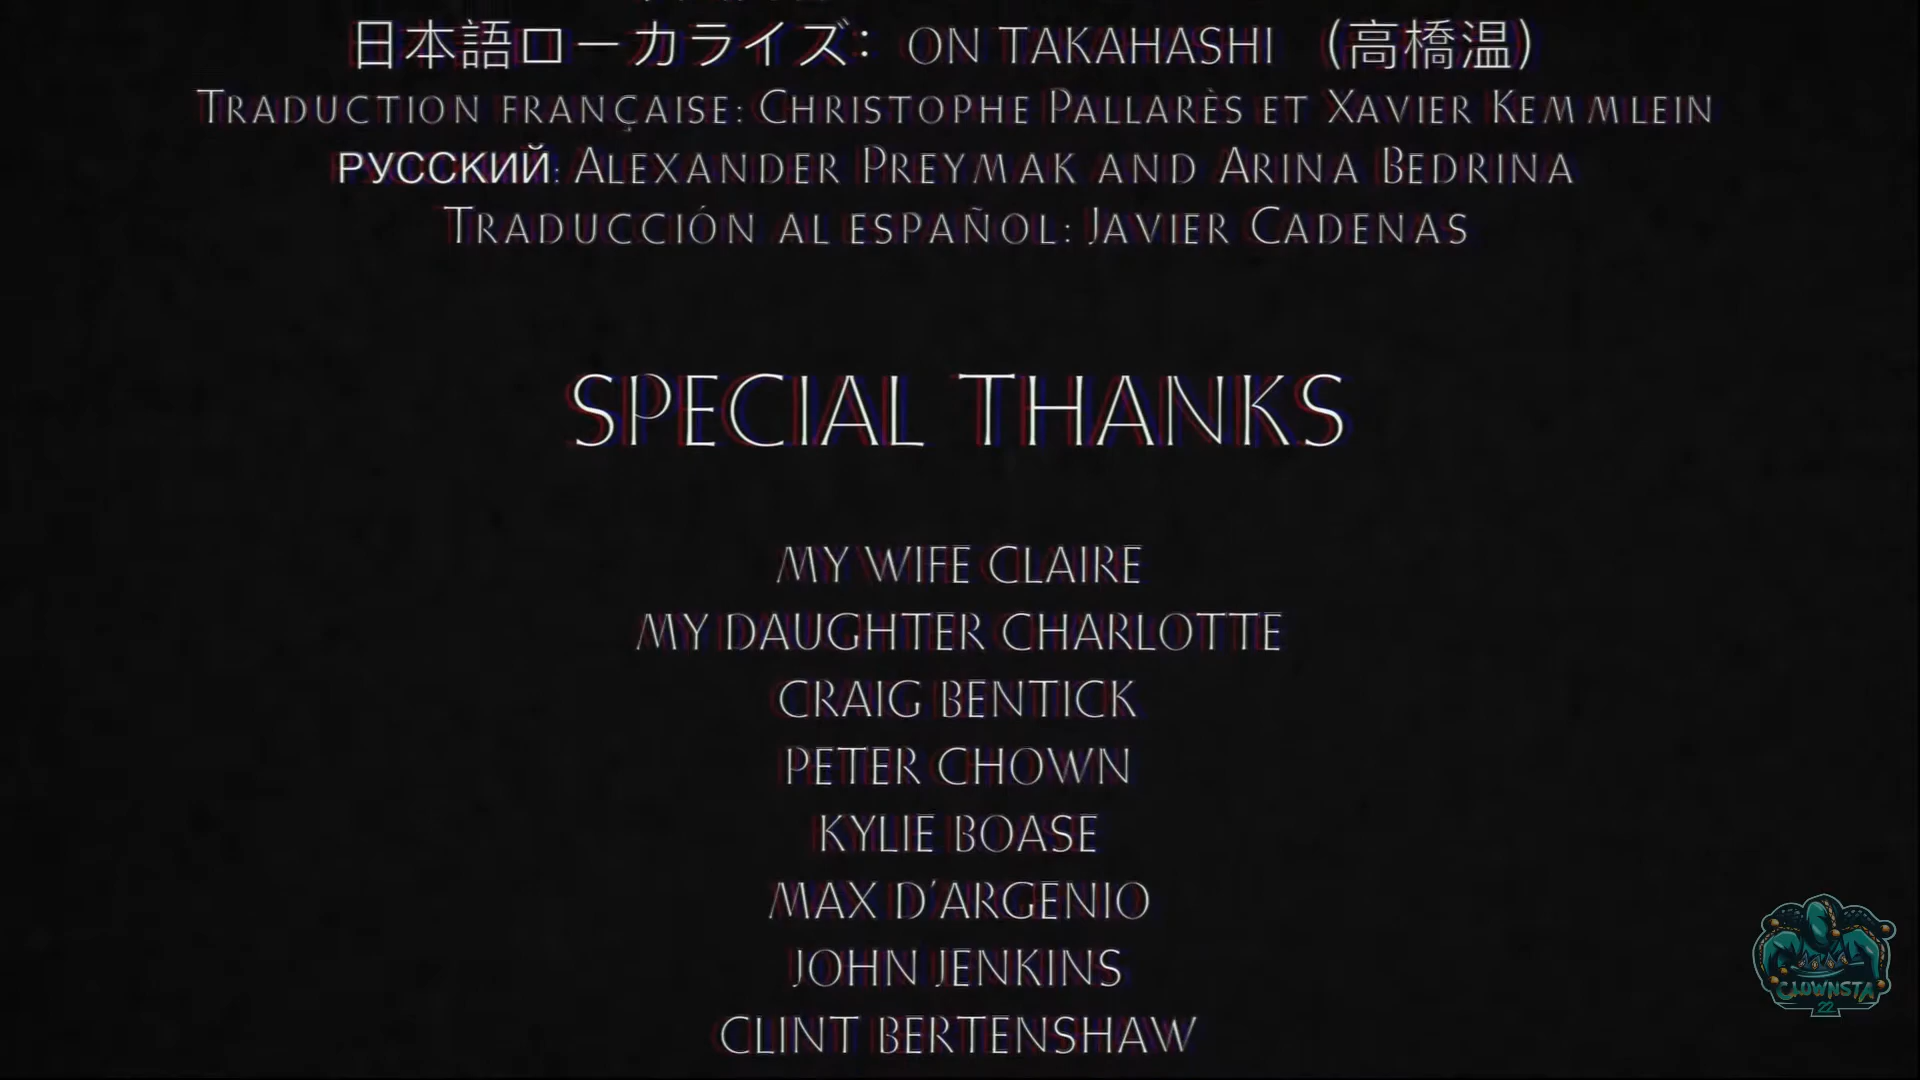 日本語ローカライズ: ON TAKAHASHI (高橋温)
TRADUCTION FRANÇAISE: CHRISTOPHE PALLARÈS ET XAVIER KEMMLEIN
РУССКИЙ: ALEXANDER PREYMAK AND ARINA BEDRINA
TRADUCCIÓN AL ESPAÑOL: JAVIER CADENAS
SPECIAL THANKS
MY WIFE CLAIRE
MY DAUGHTER CHARLOTTE
CRAIG BENTICK
PETER CHOWN
KYLIE BOASE
MAX D'ARGENIO
JOHN JENKINS
CLINT BERTENSHAW
CLOWNSTA
22